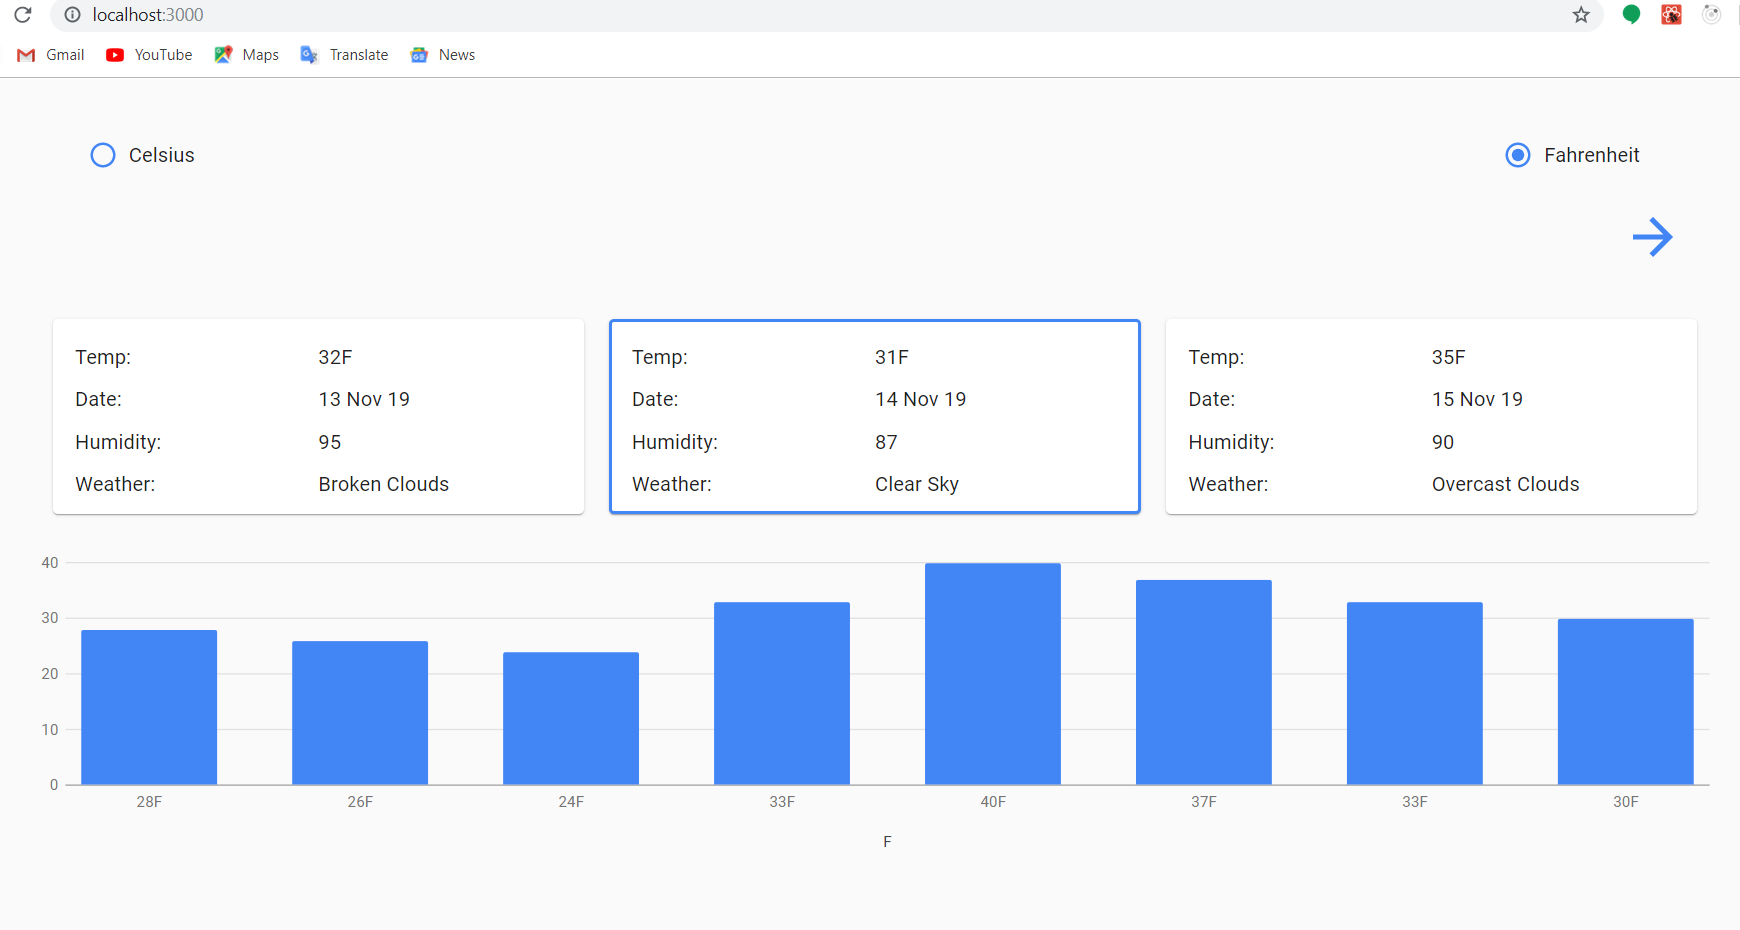 localhost:3000
Gmail YouTube Maps Translate News
Celsius Fahrenheit
Temp: 32F
Date: 13 Nov 19
Humidity: 95
Weather: Broken Clouds
Temp: 31F
Date: 14 Nov 19
Humidity: 87
Weather: Clear Sky
Temp: 35F
Date: 15 Nov 19
Humidity: 90
Weather: Overcast Clouds
40
30
20
10
0
28F 26F 24F 33F 40F 37F 33F 30F
F